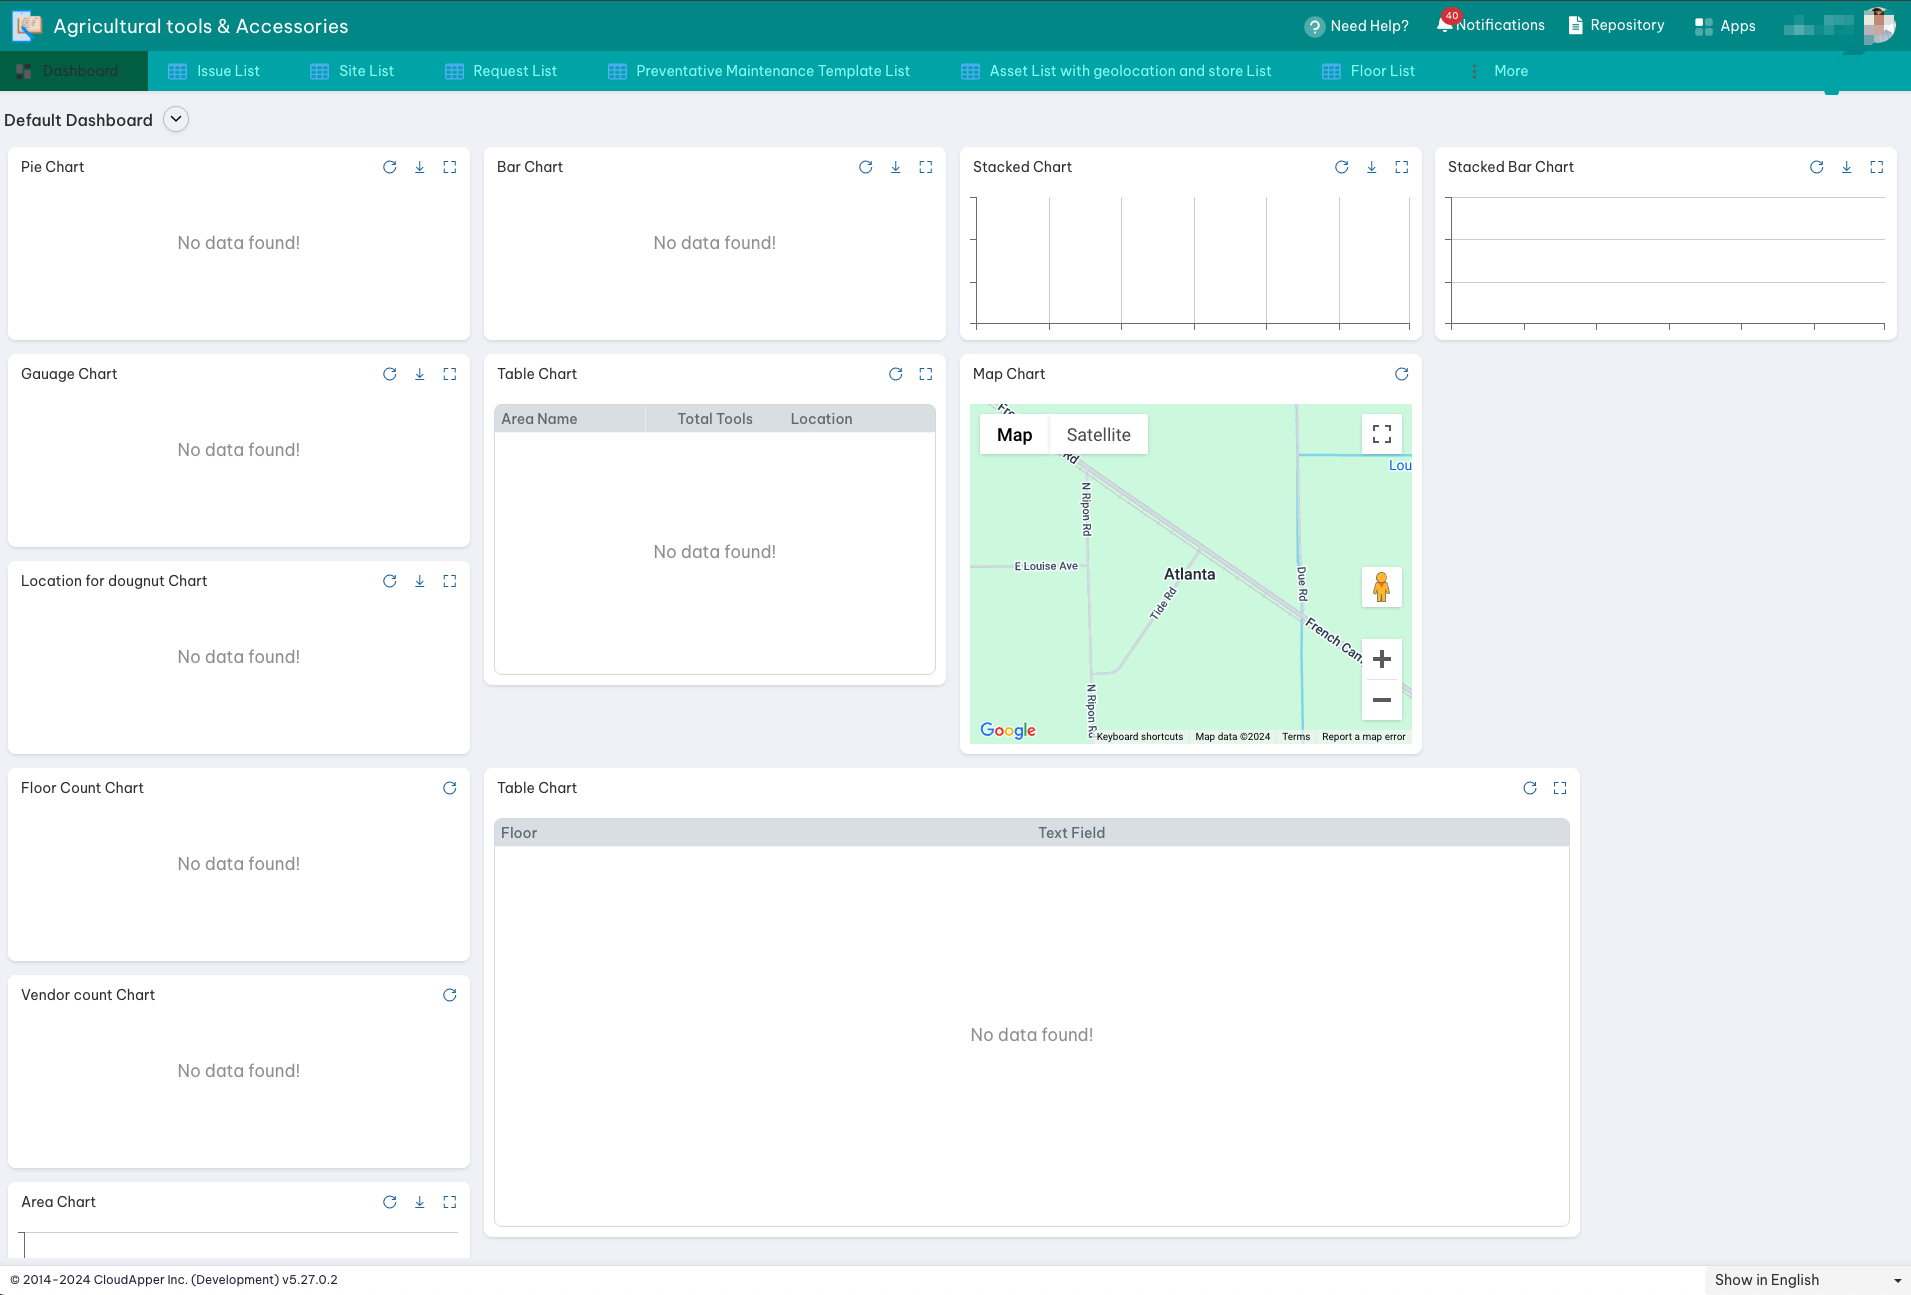 Agricultural tools & Accessories
Need Help?
40
Notifications
Repository
Apps
Dashboard
Issue List
Site List
Request List
Preventative Maintenance Template List
Asset List with geolocation and store List
Floor List
More
Default Dashboard
Pie Chart
No data found!
Bar Chart
No data found!
Stacked Chart
Stacked Bar Chart
Gauage Chart
No data found!
Table Chart
Area Name
Total Tools
Location
No data found!
Map Chart
Map
Satellite
Fre
Rd
Lou
N Ripon Rd
E Louise Ave
Atlanta
Tide Rd
Due Rd
French Cam
N Ripon Rd
Google
Keyboard shortcuts
Map data ©2024
Terms
Report a map error
Location for dougnut Chart
No data found!
Floor Count Chart
No data found!
Table Chart
Floor
Text Field
No data found!
Vendor count Chart
No data found!
Area Chart
© 2014-2024 CloudApper Inc. (Development) v5.27.0.2
Show in English